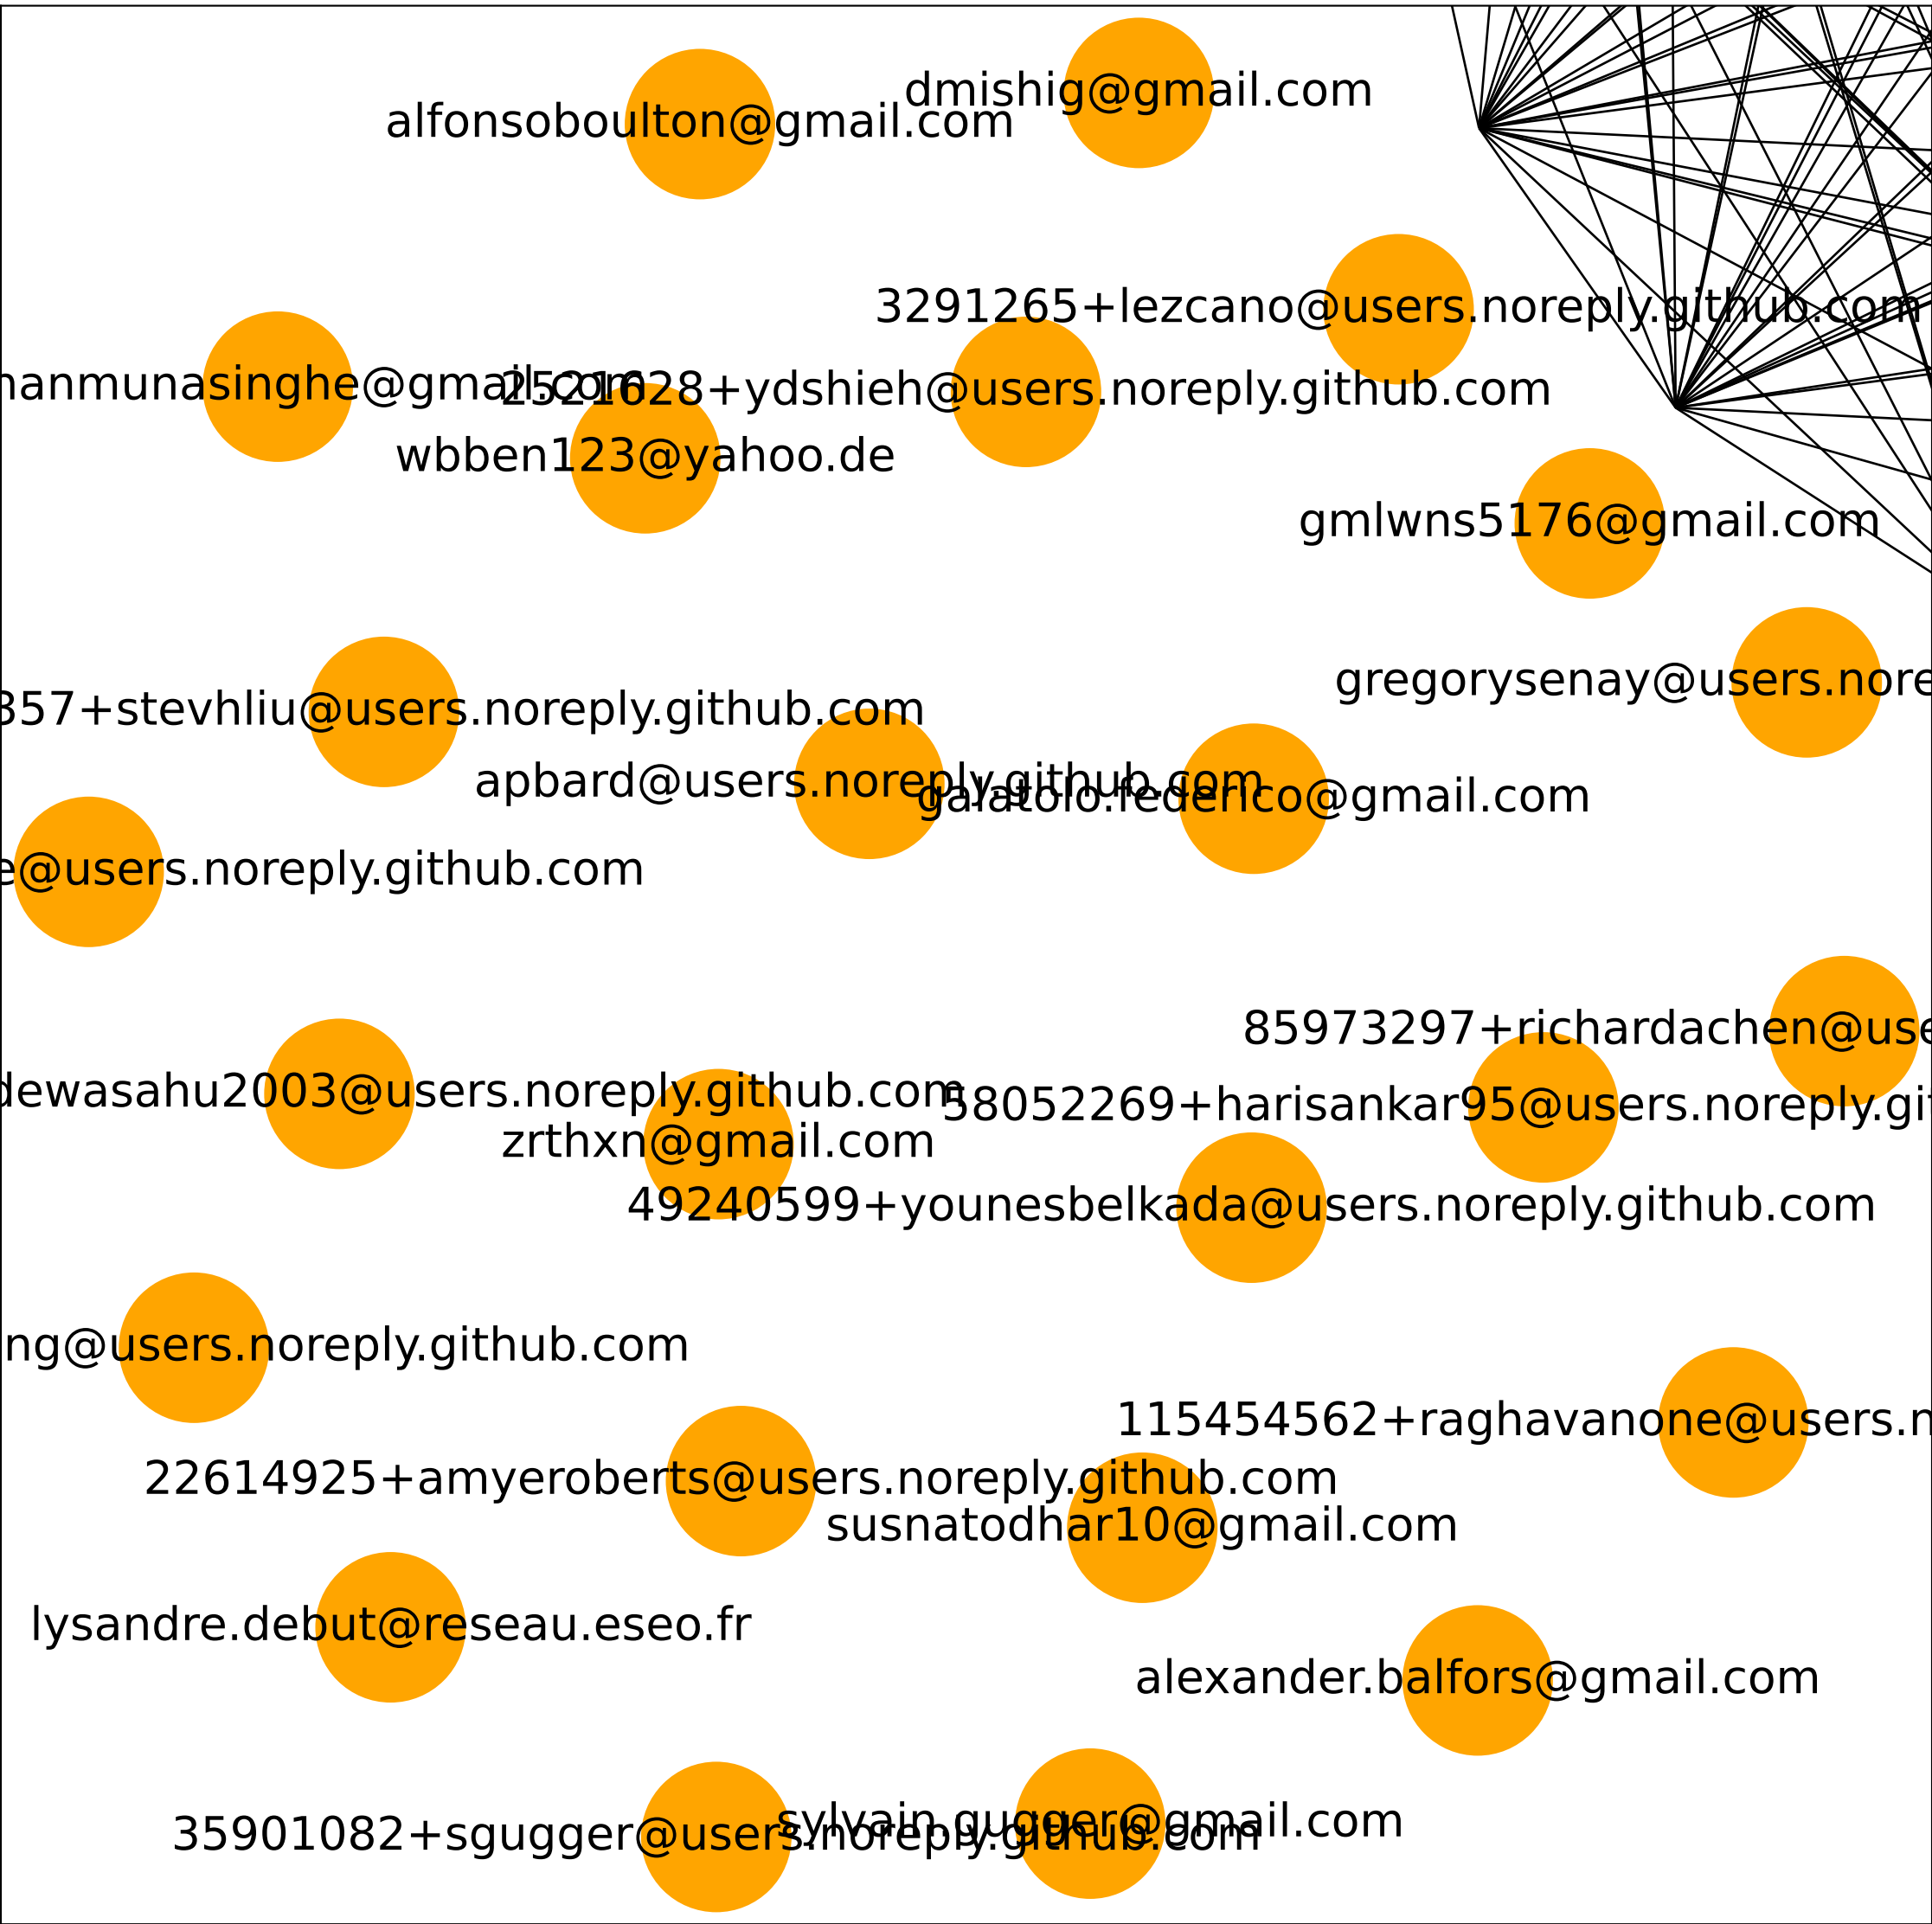 dmishig@gmail.com
alfonsoboulton@gmail.com
3291265+lezcano@users.noreply.github.com
nanmunasinghe@gmail.com
2521628+ydshieh@users.noreply.github.com
wbben123@yahoo.de
gmlwns5176@gmail.com
gregorysenay@users.nore
357+stevhliu@users.noreply.github.com
apbard@users.noreply.github.com
galatolo.federico@gmail.com
e@users.noreply.github.com
85973297+richardachen@use
dewasahu2003@users.noreply.github.com
58052269+harisankar95@users.noreply.git
zrthxn@gmail.com
49240599+younesbelkada@users.noreply.github.com
ng@users.noreply.github.com
115454562+raghavanone@users.n
22614925+amyeroberts@users.noreply.github.com
susnatodhar10@gmail.com
lysandre.debut@reseau.eseo.fr
alexander.balfors@gmail.com
sylvain.gugger@gmail.com
35901082+sgugger@users.noreply.github.com